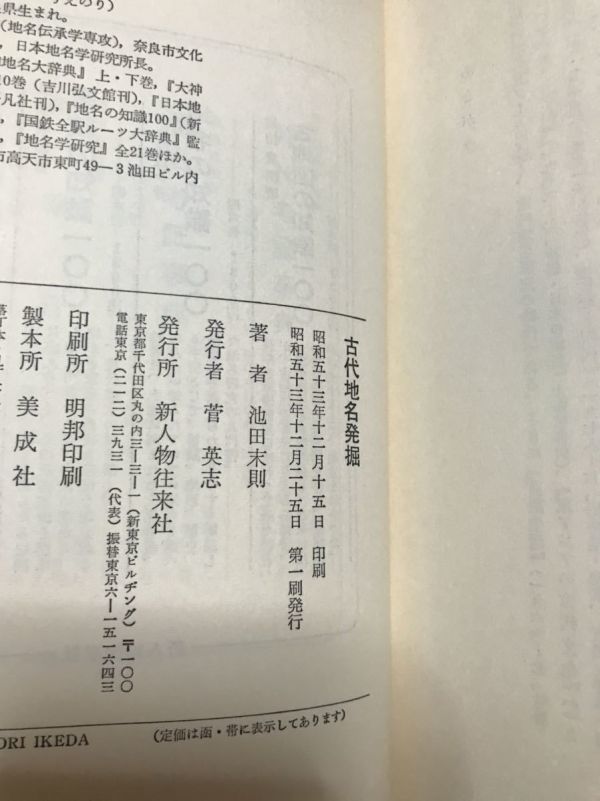 えのり)
県生まれ。
(地名伝承学専攻)，奈良市文化
，日本地名学研究所長。
地名大辞典』上・下巻，『大神
10巻(吉川弘文館刊)，『日本地
凡社刊)，『地名の知識100』(新
，『国鉄全駅ルーツ大辞典』監
，『地名学研究』全21巻ほか。
市高天市東町49—3 池田ビル内
古代地名発掘
昭和五十三年十二月十五日 印刷
昭和五十三年十二月二十五日 第一刷発行
著者 池田末則
発行者 菅 英志
発行所 新人物往来社
東京都千代田区丸の内三—三—一(新東京ビルヂング) 〒一〇〇
電話東京(二一二)三九三一(代表) 振替東京六—一五一六四三
印刷所 明邦印刷
製本所 美成社
ORI IKEDA
(定価は函・帯に表示してあります)